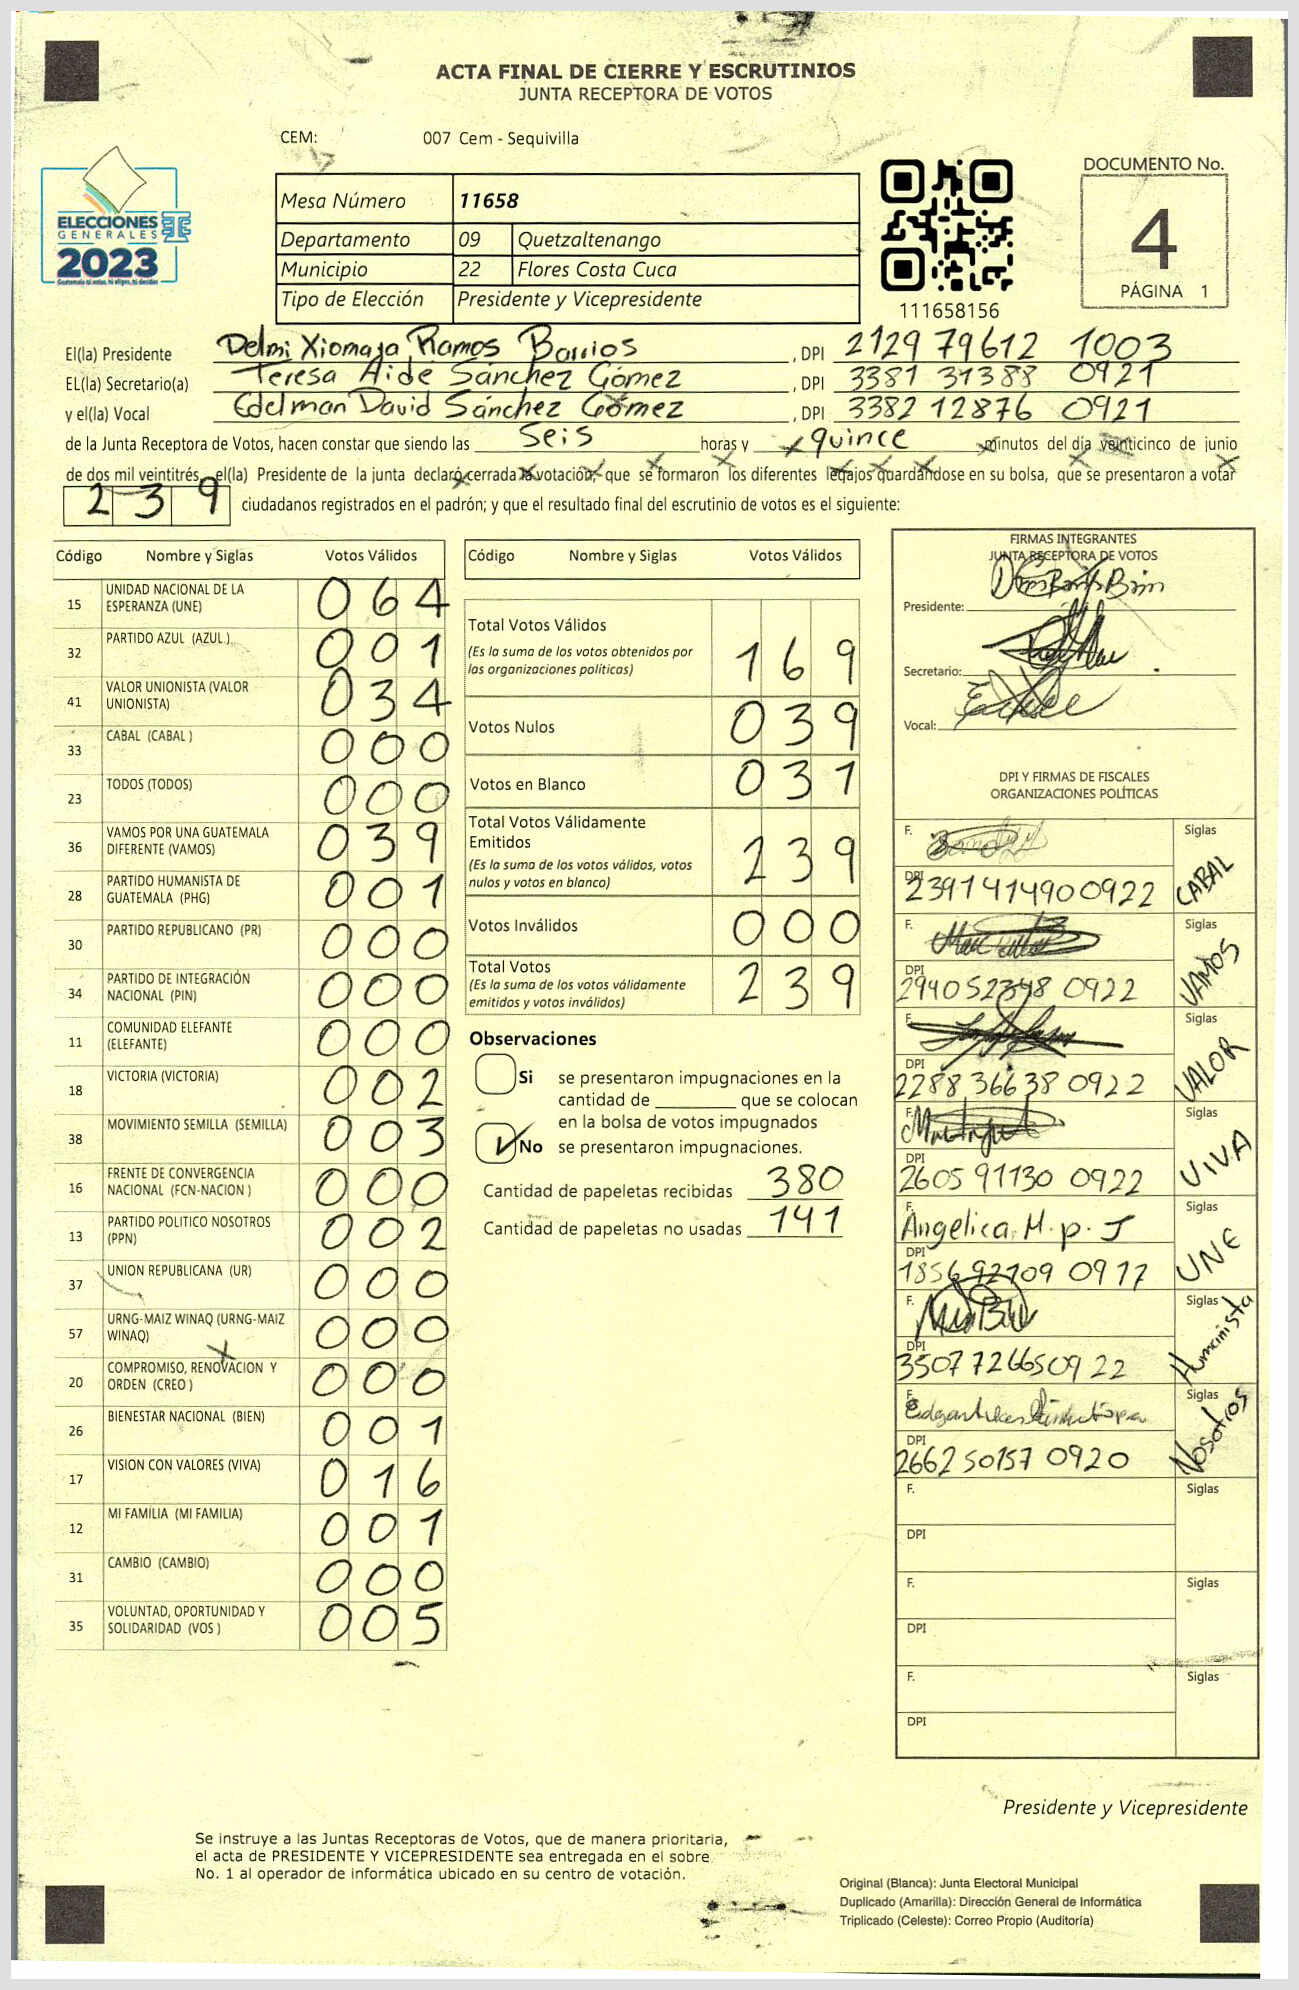 ACTA FINAL DE CIERRE Y ESCRUTINIOS
JUNTA RECEPTORA DE VOTOS
CEM: 007 Cem - Sequivilla
ELECCIONES
GENERALES
2023
Mesa Número 11658
Departamento 09 Quetzaltenango
Municipio 22 Flores Costa Cuca
Tipo de Elección Presidente y Vicepresidente
111658156
DOCUMENTO No.
4
PÁGINA 1
El(la) Presidente Delmi Xiomara Ramos Barrios , DPI 2129 79612 1003
EL(la) Secretario(a) Teresa Aide Sánchez Gómez , DPI 3381 31388 0921
y el(la) Vocal Edelman David Sánchez Gómez , DPI 3382 12876 0921
de la Junta Receptora de Votos, hacen constar que siendo las seis horas y quince minutos del día veinticinco de junio
de dos mil veintitrés el(la) Presidente de la junta declaró cerrada la votación, que se formaron los diferentes legajos guardándose en su bolsa, que se presentaron a votar
239 ciudadanos registrados en el padrón; y que el resultado final del escrutinio de votos es el siguiente:
Código Nombre y Siglas Votos Válidos
15 UNIDAD NACIONAL DE LA ESPERANZA (UNE) 064
32 PARTIDO AZUL (AZUL ) 001
41 VALOR UNIONISTA (VALOR UNIONISTA) 034
33 CABAL (CABAL ) 000
23 TODOS (TODOS) 000
36 VAMOS POR UNA GUATEMALA DIFERENTE (VAMOS) 039
28 PARTIDO HUMANISTA DE GUATEMALA (PHG) 001
30 PARTIDO REPUBLICANO (PR) 000
34 PARTIDO DE INTEGRACIÓN NACIONAL (PIN) 000
11 COMUNIDAD ELEFANTE (ELEFANTE) 000
18 VICTORIA (VICTORIA) 002
38 MOVIMIENTO SEMILLA (SEMILLA) 003
16 FRENTE DE CONVERGENCIA NACIONAL (FCN-NACION ) 000
13 PARTIDO POLITICO NOSOTROS (PPN) 002
37 UNION REPUBLICANA (UR) 000
57 URNG-MAIZ WINAQ (URNG-MAIZ WINAQ) 000
20 COMPROMISO, RENOVACION Y ORDEN (CREO ) 000
26 BIENESTAR NACIONAL (BIEN) 001
17 VISION CON VALORES (VIVA) 016
12 MI FAMILIA (MI FAMILIA) 001
31 CAMBIO (CAMBIO) 000
35 VOLUNTAD, OPORTUNIDAD Y SOLIDARIDAD (VOS ) 005
Código Nombre y Siglas Votos Válidos
Total Votos Válidos 169
(Es la suma de los votos obtenidos por
las organizaciones políticas)
Votos Nulos 039
Votos en Blanco 031
Total Votos Válidamente
Emitidos 239
(Es la suma de los votos válidos, votos
nulos y votos en blanco)
Votos Inválidos 000
Total Votos 239
(Es la suma de los votos válidamente
emitidos y votos inválidos)
Observaciones
Si se presentaron impugnaciones en la
cantidad de que se colocan
en la bolsa de votos impugnados
No se presentaron impugnaciones.
Cantidad de papeletas recibidas 380
Cantidad de papeletas no usadas 141
FIRMAS INTEGRANTES
JUNTA RECEPTORA DE VOTOS
Presidente:
Secretario:
Vocal:
DPI Y FIRMAS DE FISCALES
ORGANIZACIONES POLÍTICAS
F. Siglas
DPI 2391414900922 CABAL
F. Siglas
DPI 294052348 0922 VAMOS
F. Siglas
DPI 2288 36638 0922 VALOR
F. Siglas
DPI 2605 91130 0922 VIVA
F. Angelica. M. p. J Siglas
DPI 1856 92109 0917 UNE
F. Siglas
DPI 3507726650922 Humanista
F. Siglas
DPI 2662 50157 0920 Nosotros
F. Siglas
DPI
F. Siglas
DPI
F. Siglas
DPI
Presidente y Vicepresidente
Se instruye a las Juntas Receptoras de Votos, que de manera prioritaria,
el acta de PRESIDENTE Y VICEPRESIDENTE sea entregada en el sobre
No. 1 al operador de informática ubicado en su centro de votación.
Original (Blanca): Junta Electoral Municipal
Duplicado (Amarilla): Dirección General de Informática
Triplicado (Celeste): Correo Propio (Auditoría)